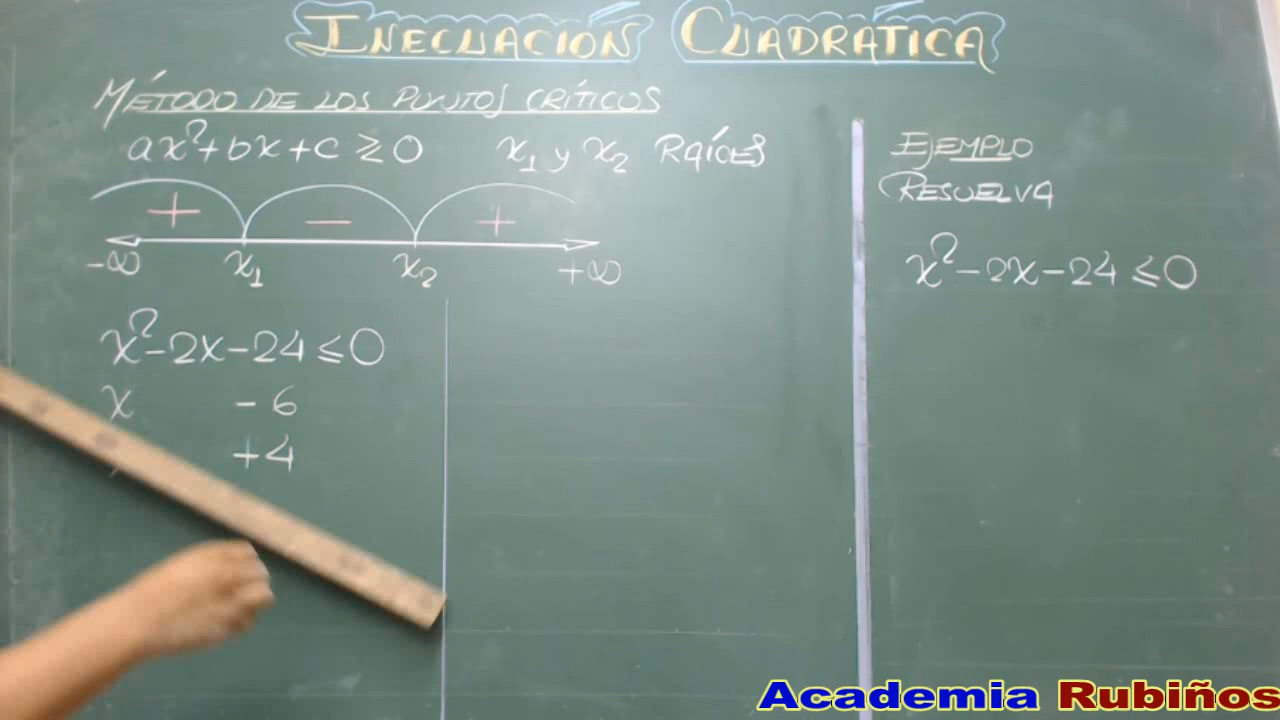 INECUACIÓN CUADRÁTICA
MÉTODO DE LOS PUNTOS CRÍTICOS
ax²+bx+c ≥ 0 x₁ y x₂ RAÍCES
+ − +
-∞ x₁ x₂ +∞
x²-2x-24 ≤ 0
x -6
+4
EJEMPLO
RESUELVA
x²-2x-24 ≤ 0
Academia Rubiños